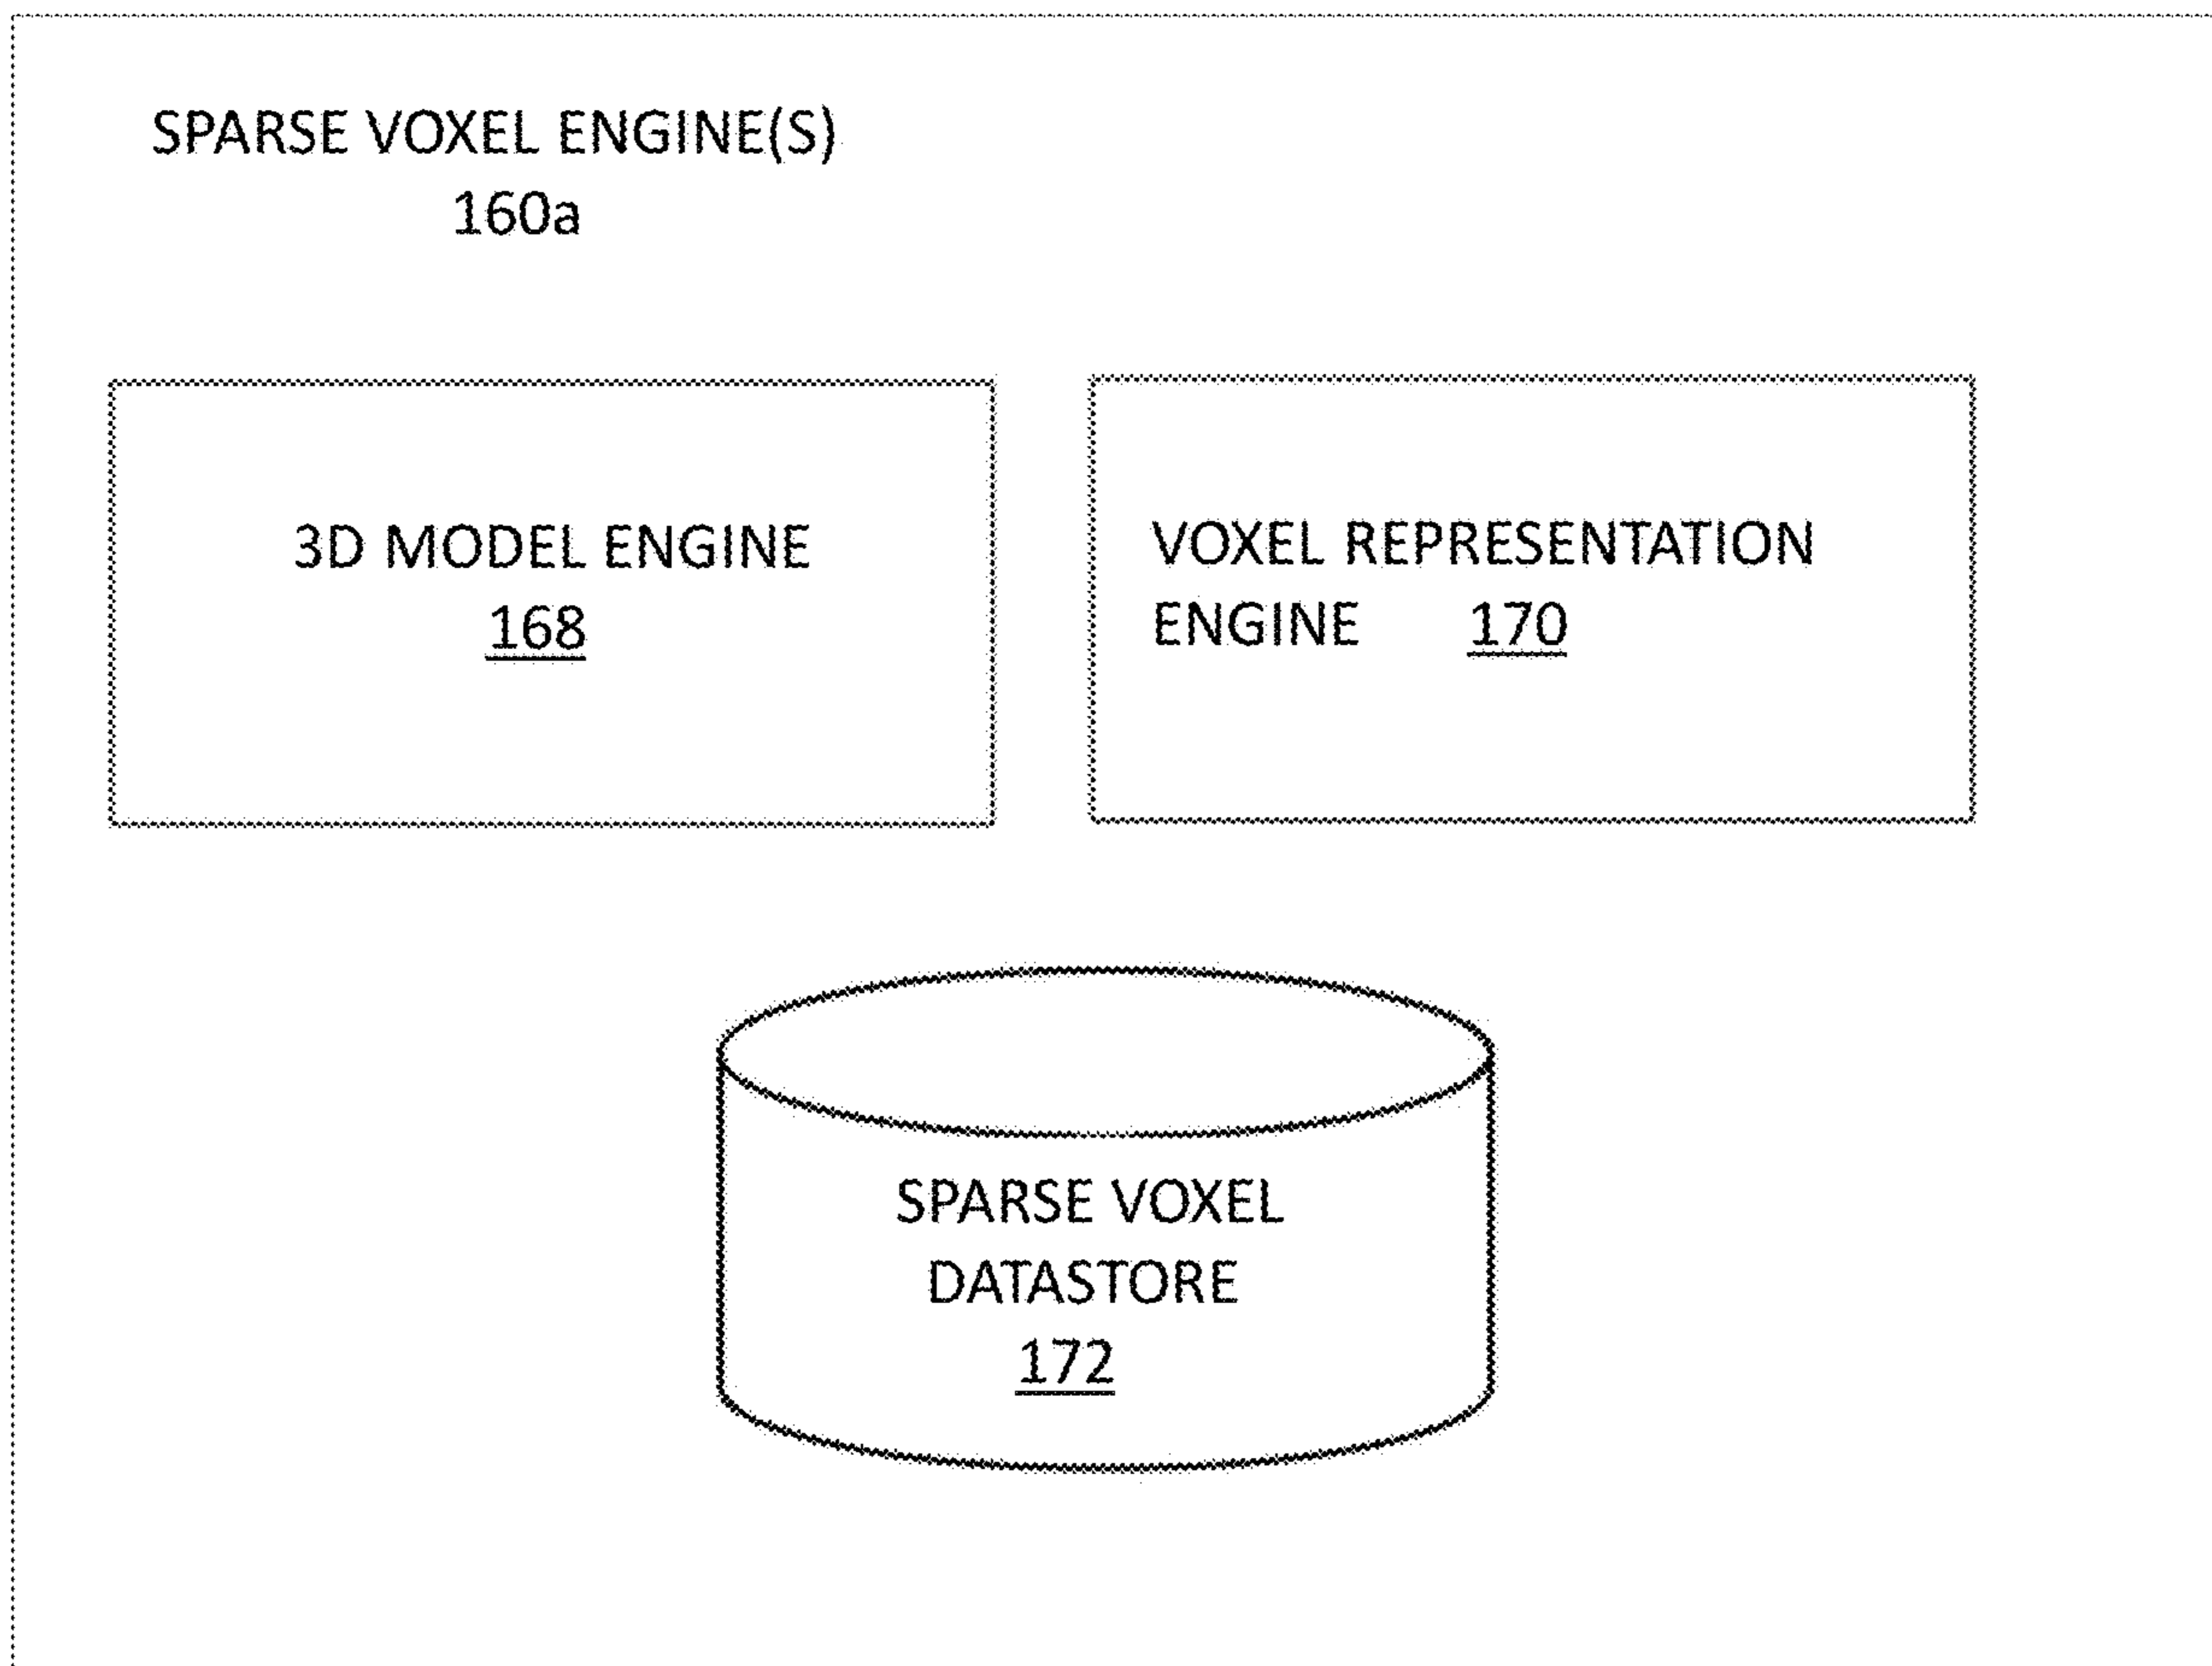 SPARSE VOXEL ENGINE(S)
160a
3D MODEL ENGINE
168
VOXEL REPRESENTATION
ENGINE 170
SPARSE VOXEL
DATASTORE
172